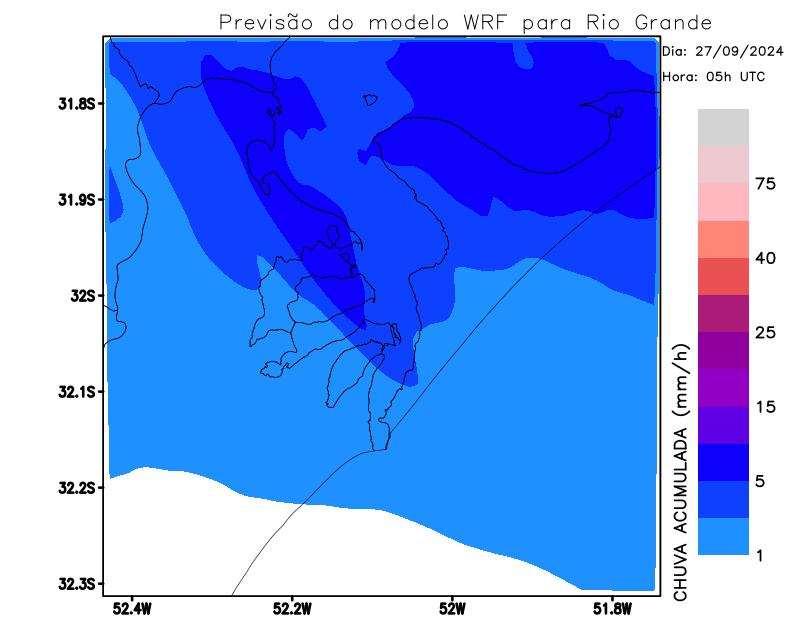 Previsão do modelo WRF para Rio Grande
Dia: 27/09/2024
Hora: 05h UTC
31.8S
31.9S
32S
32.1S
32.2S
32.3S
52.4W
52.2W
52W
51.8W
75
40
25
15
5
1
CHUVA ACUMULADA (mm/h)